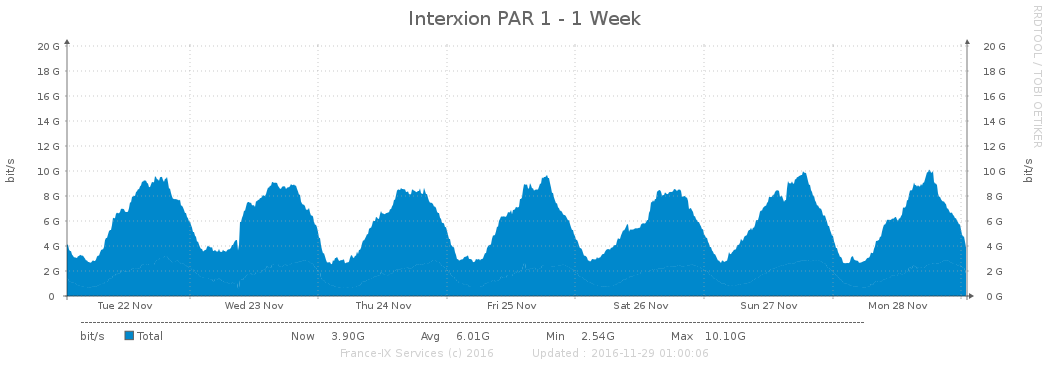 Interxion PAR 1 - 1 Week
RRDTOOL / TOBI OETIKER
bit/s
20 G 20 G
18 G 18 G
16 G 16 G
14 G 14 G
12 G 12 G
10 G 10 G
8 G 8 G
6 G 6 G
4 G 4 G
2 G 2 G
0 0 G
bit/s
Tue 22 Nov Wed 23 Nov Thu 24 Nov Fri 25 Nov Sat 26 Nov Sun 27 Nov Mon 28 Nov
bit/s Total Now 3.90G Avg 6.01G Min 2.54G Max 10.10G
France-IX Services (c) 2016 Updated : 2016-11-29 01:00:06